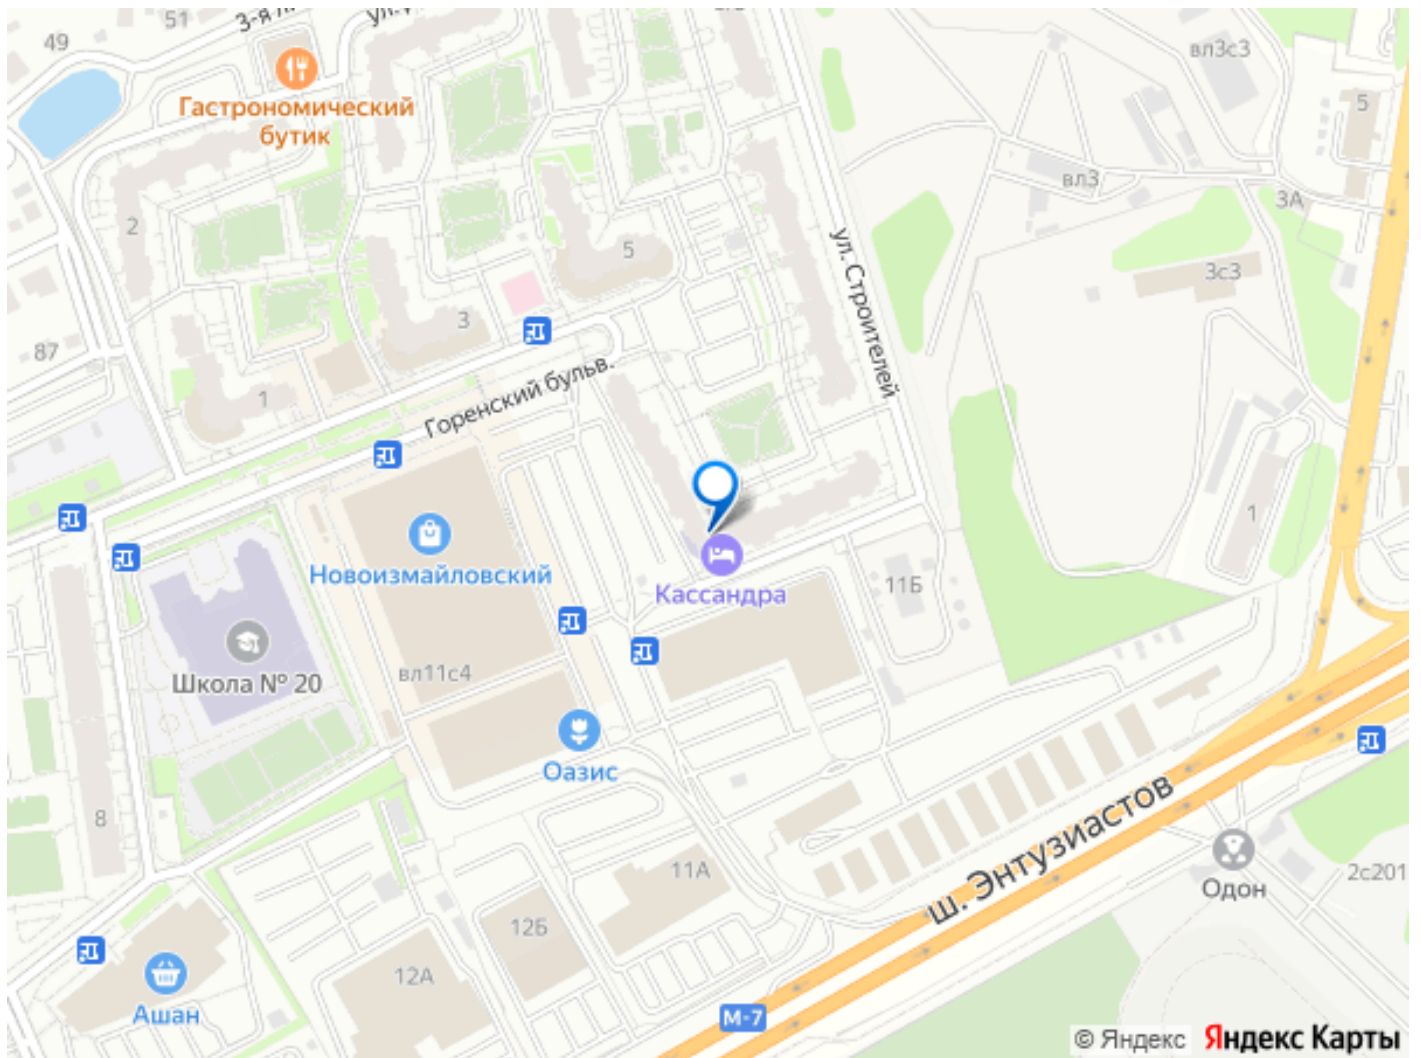 49
51
3-я л
ул.
Гастрономический
бутик
вл3с3
5
вл3
3А
2
5
3с3
ул. Строителей
3
87
1
Горенский бульв.
1
Новоизмайловский
Кассандра
11Б
Школа № 20
вл11с4
Оазис
8
11А
ш. Энтузиастов
Одон
2с201
12Б
12А
Ашан
М-7
© Яндекс Яндекс Карты